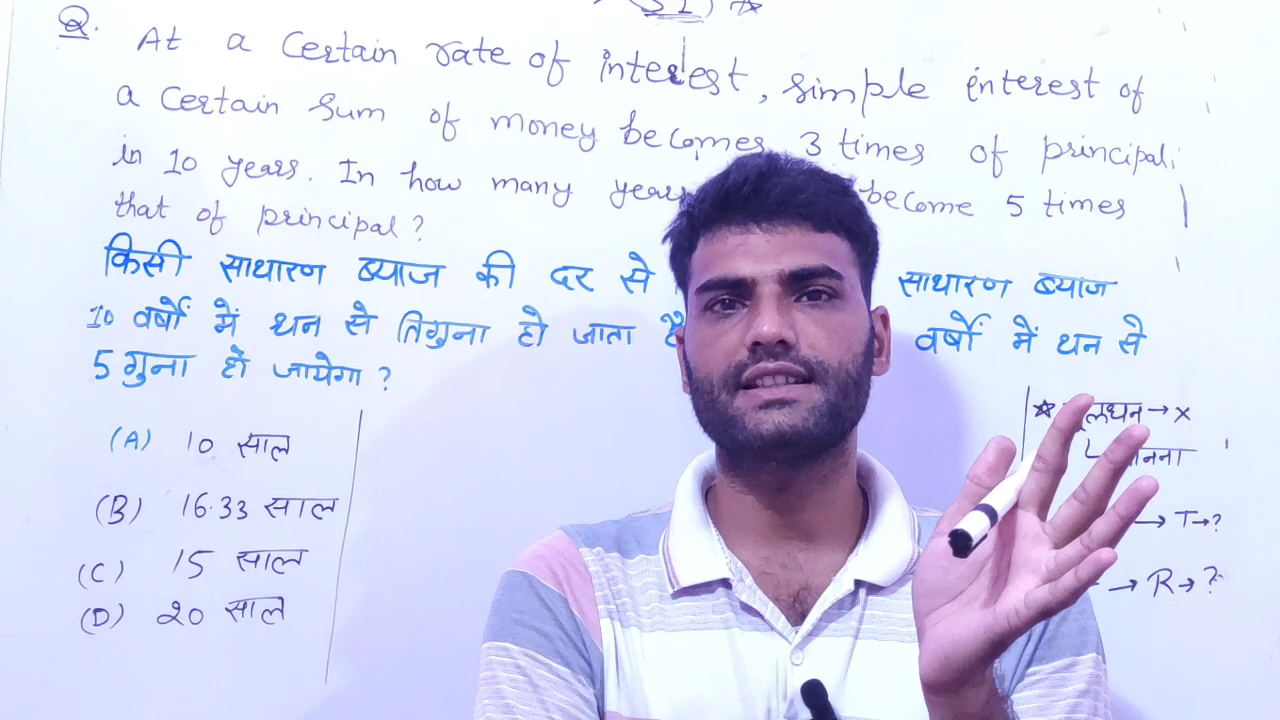 (SI) ☆
Q. At a Certain rate of interest, simple interest of
a Certain sum of money becomes 3 times of principal
in 10 years. In how many years become 5 times
that of principal?
किसी साधारण ब्याज की दर से साधारण ब्याज
10 वर्षों में धन से तिगुना हो जाता है वर्षों में धन से
5 गुना हो जायेगा?
(A) 10 साल
(B) 16.33 साल
(C) 15 साल
(D) 20 साल
☆ → x
→ T→?
→ R→?